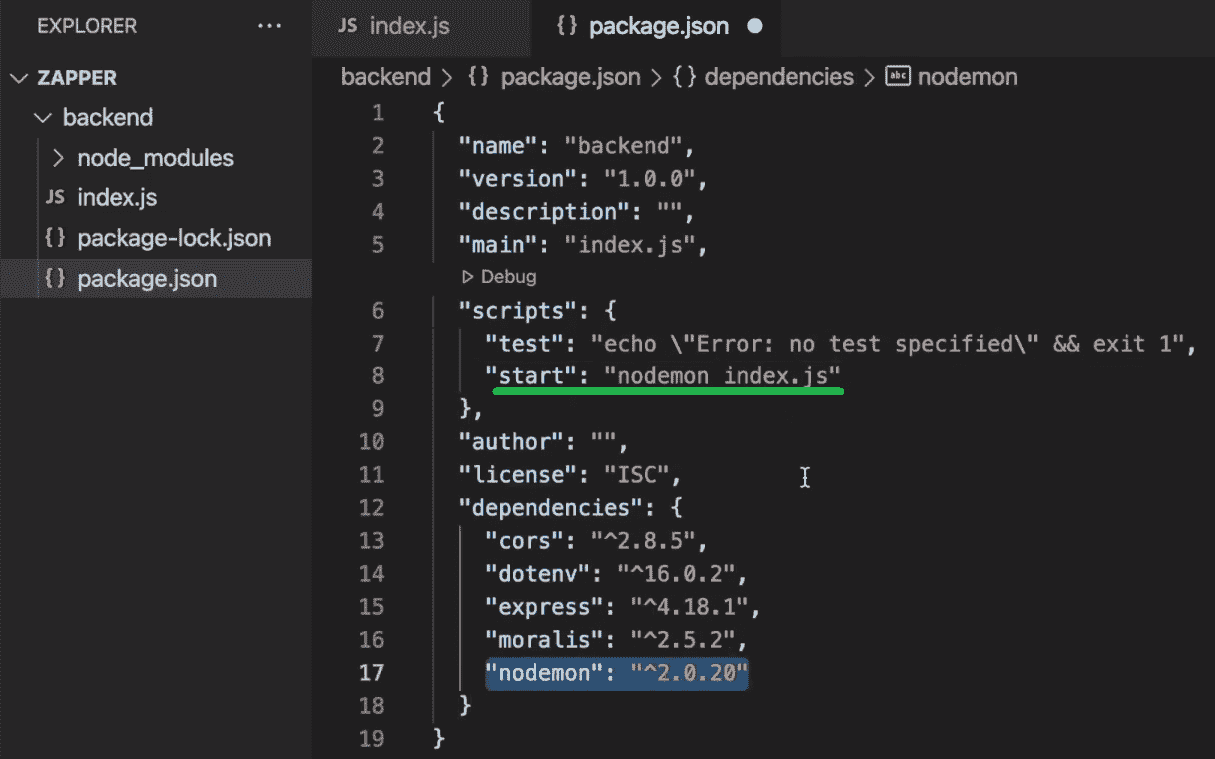 EXPLORER ...
ZAPPER
backend
node_modules
JS index.js
{} package-lock.json
{} package.json
JS index.js {} package.json
backend > {} package.json > {} dependencies > abc nodemon
1 {
2 "name": "backend",
3 "version": "1.0.0",
4 "description": "",
5 "main": "index.js",
Debug
6 "scripts": {
7 "test": "echo \"Error: no test specified\" && exit 1",
8 "start": "nodemon index.js"
9 },
10 "author": "",
11 "license": "ISC",
12 "dependencies": {
13 "cors": "^2.8.5",
14 "dotenv": "^16.0.2",
15 "express": "^4.18.1",
16 "moralis": "^2.5.2",
17 "nodemon": "^2.0.20"
18 }
19 }